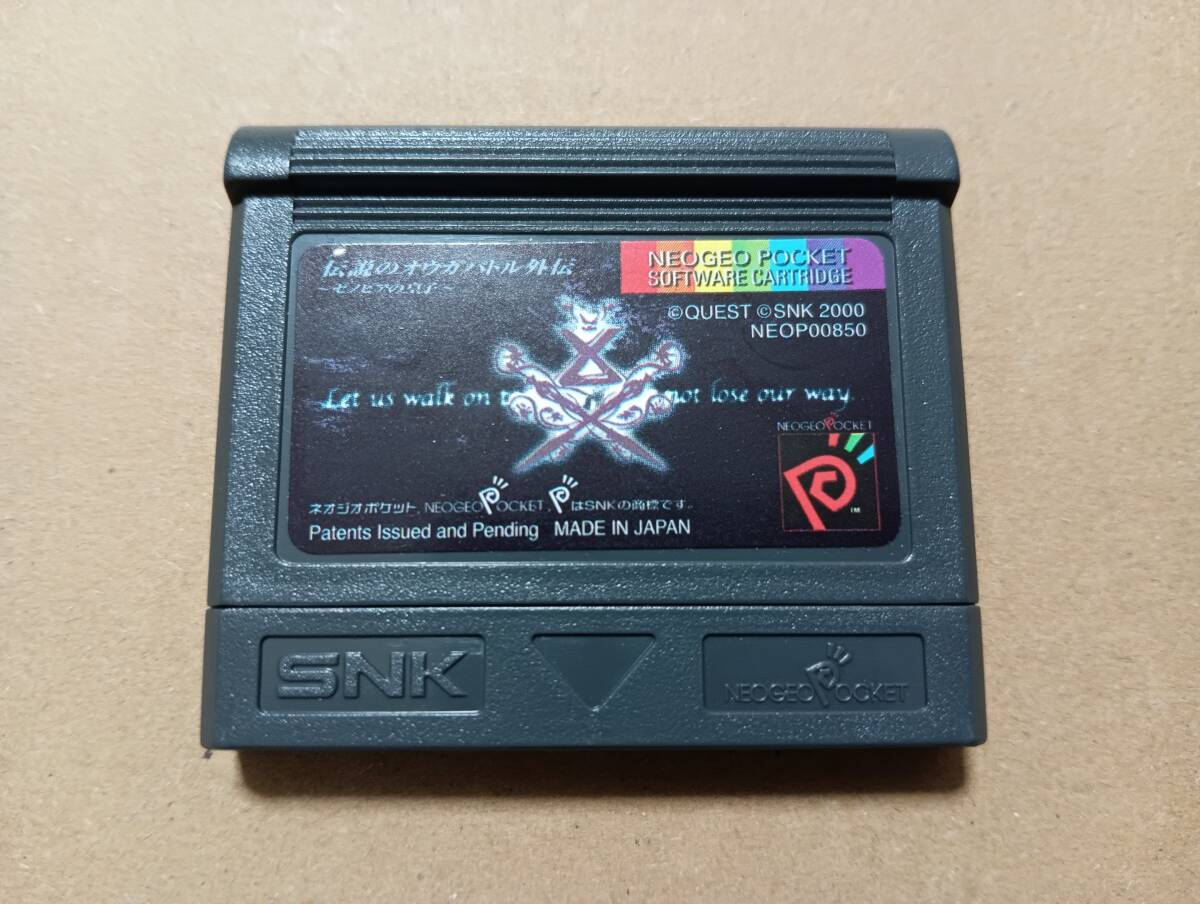 伝説のオウガバトル外伝
~ゼノビアの皇子~
NEOGEO POCKET
SOFTWARE CARTRIDGE
©QUEST ©SNK 2000
NEOP00850
Let us walk on not lose our way.
NEOGEO POCKET
TM
ネオジオポケット, NEOGEO POCKET, PはSNKの商標です。
Patents Issued and Pending MADE IN JAPAN
SNK
NEOGEO POCKET